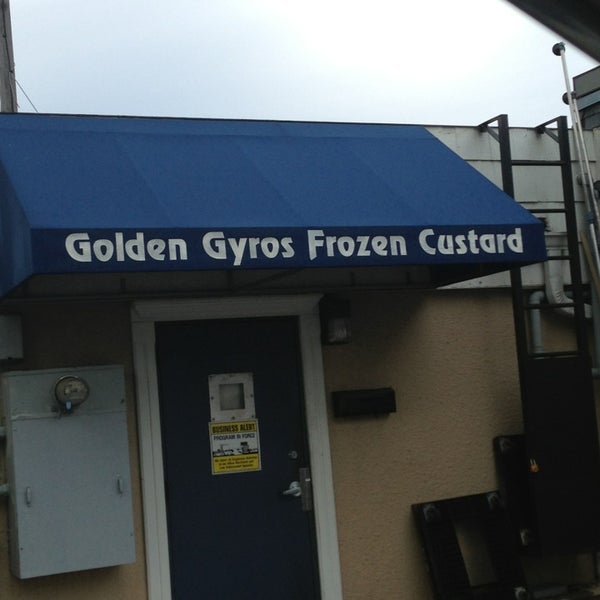 Golden Gyros Frozen Custard
BUSINESS ALERT
PROGRAM IN FORCE